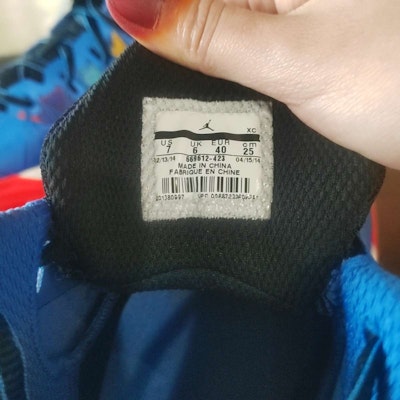 XC
US UK EUR cm
7 6 40 25
02/13/14 668612-423 04/15/14
MADE IN CHINA
FABRIQUE EN CHINE